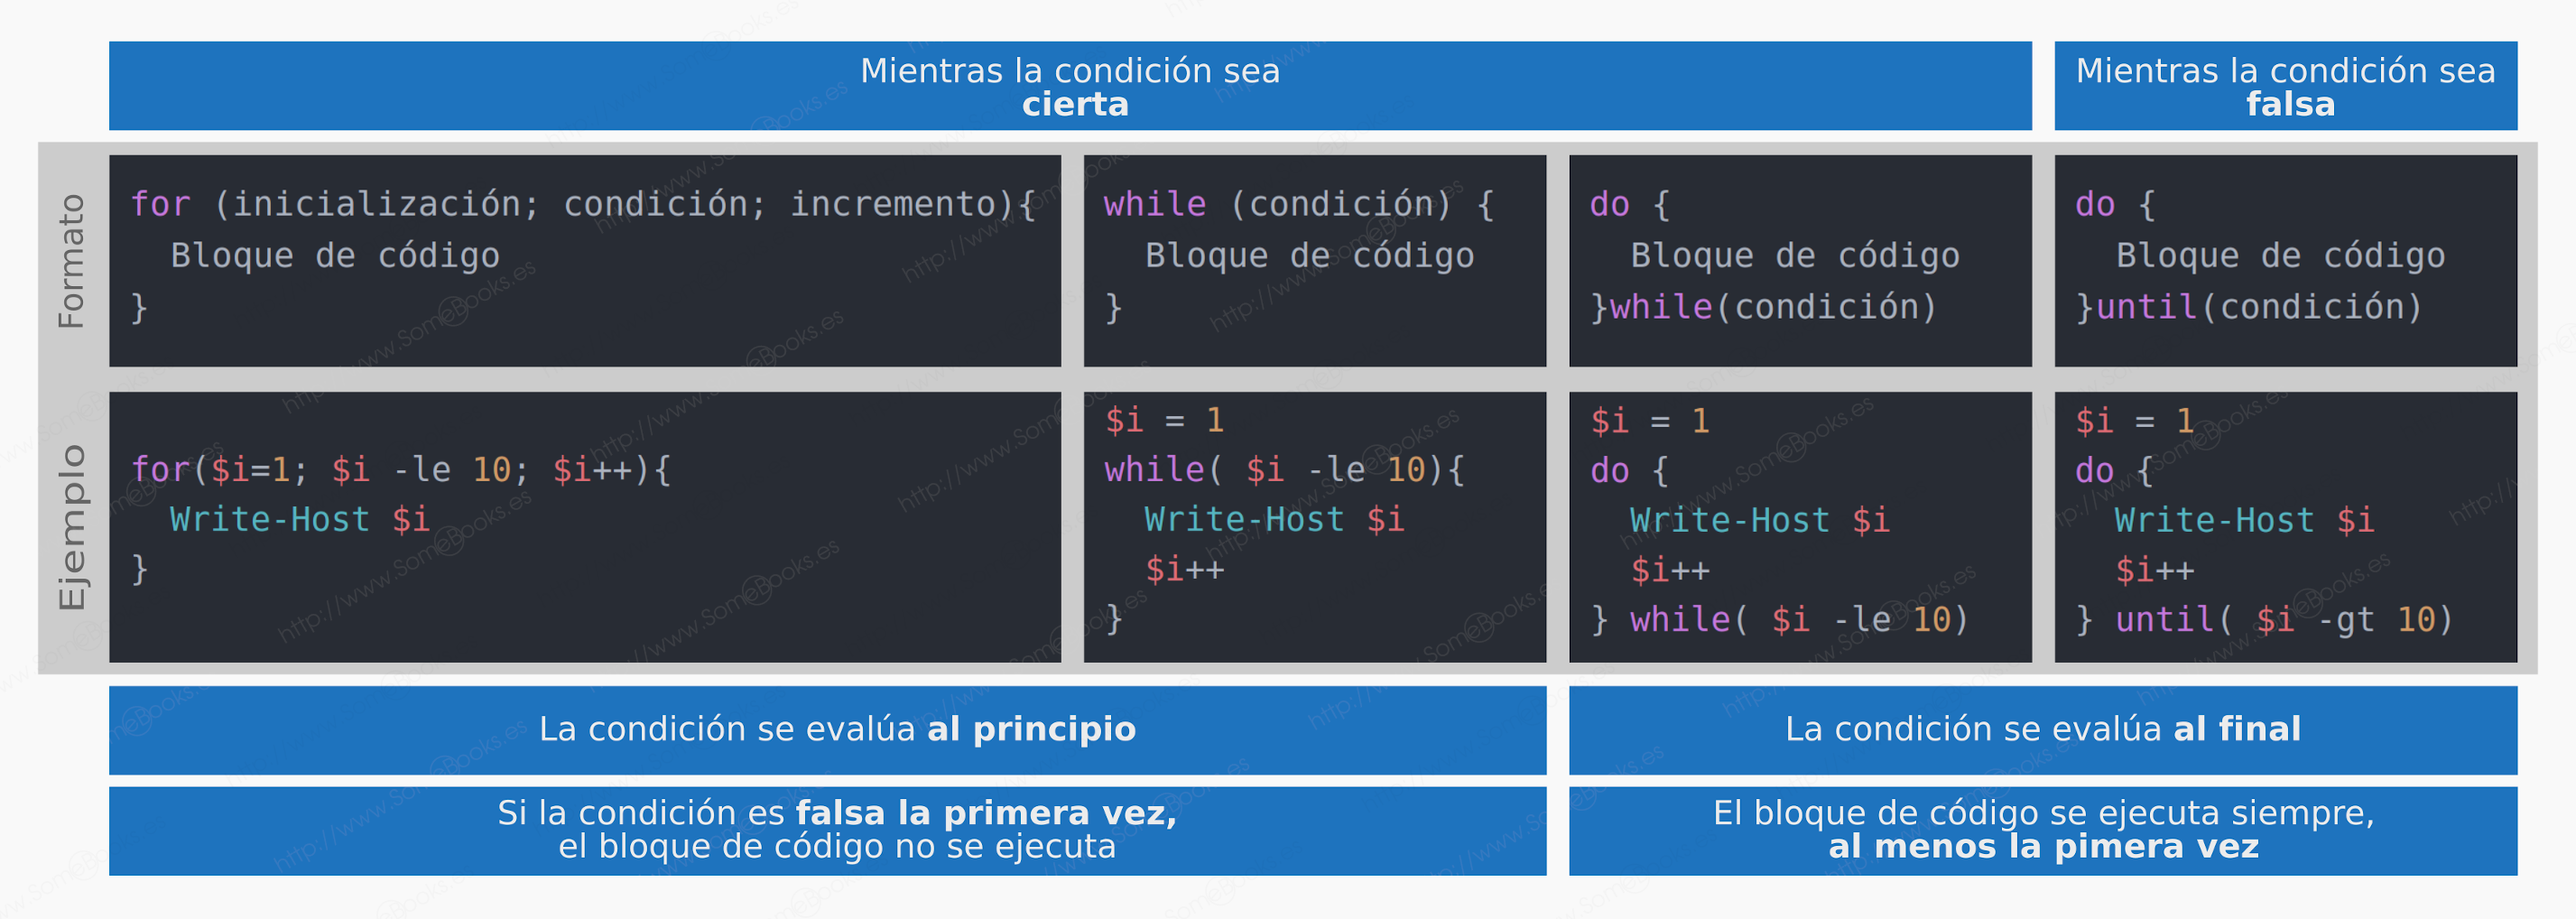 Mientras la condición sea
cierta
Mientras la condición sea
falsa
Formato
for (inicialización; condición; incremento){
  Bloque de código
}
while (condición) {
  Bloque de código
}
do {
  Bloque de código
}while(condición)
do {
  Bloque de código
}until(condición)
Ejemplo
for($i=1; $i -le 10; $i++){
  Write-Host $i
}
$i = 1
while( $i -le 10){
  Write-Host $i
  $i++
}
$i = 1
do {
  Write-Host $i
  $i++
} while( $i -le 10)
$i = 1
do {
  Write-Host $i
  $i++
} until( $i -gt 10)
La condición se evalúa al principio
La condición se evalúa al final
Si la condición es falsa la primera vez,
el bloque de código no se ejecuta
El bloque de código se ejecuta siempre,
al menos la pimera vez
http://www.SomeBooks.es